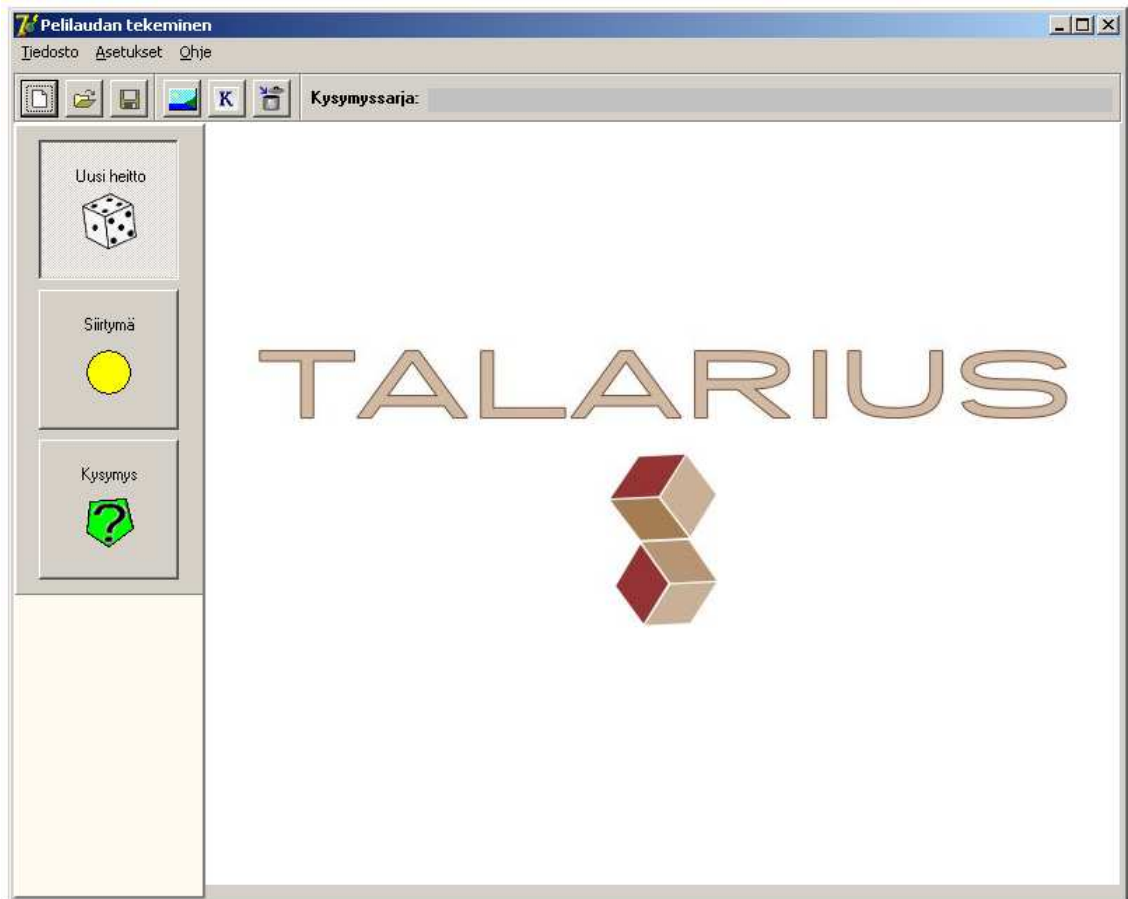 Pelilaudan tekeminen
Tiedosto Asetukset Ohje
K Kysymyssarja:
Uusi heitto
Siirtymä
Kysymys
?
TALARIUS